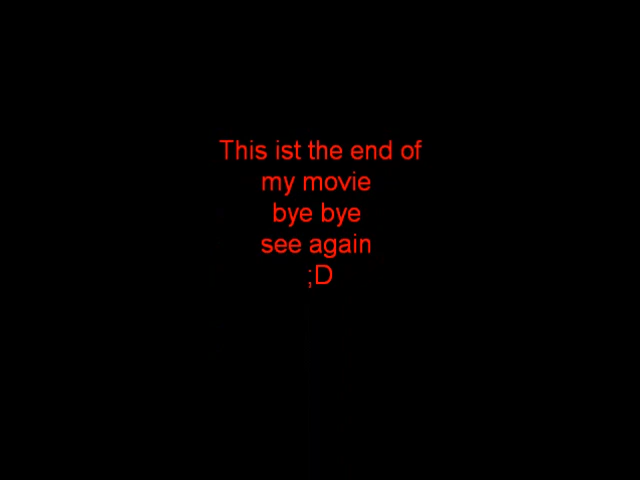 This ist the end of
my movie
bye bye
see again
;D